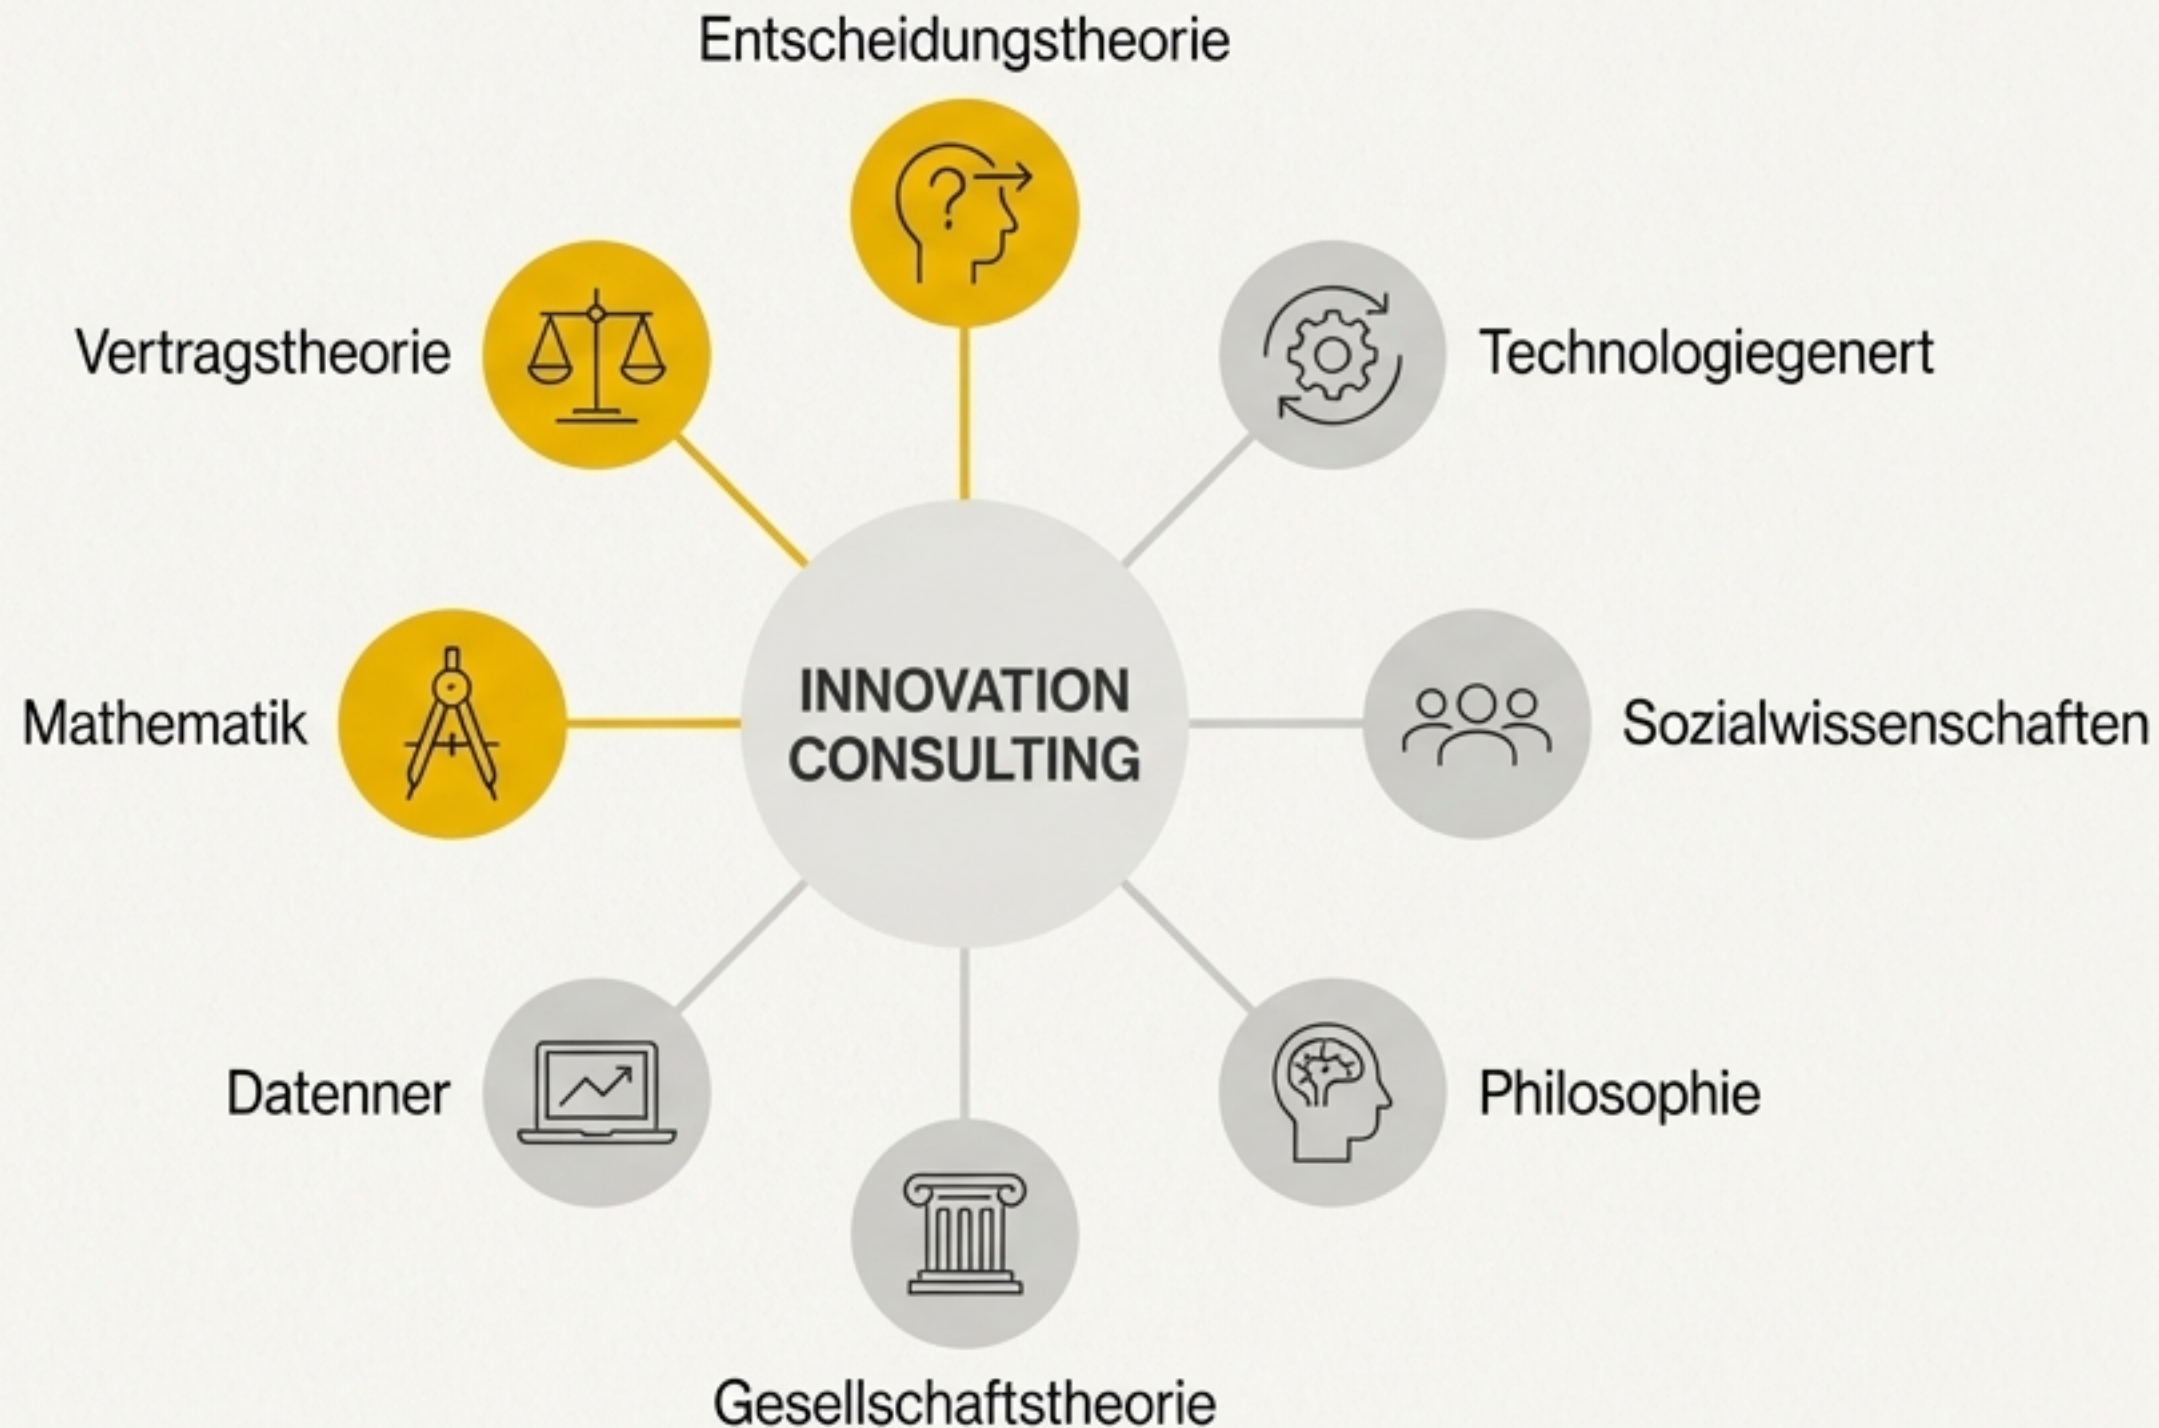 Entscheidungstheorie
Vertragstheorie
Technologiegenert
Mathematik
INNOVATION
CONSULTING
Sozialwissenschaften
Datenner
Philosophie
Gesellschaftstheorie